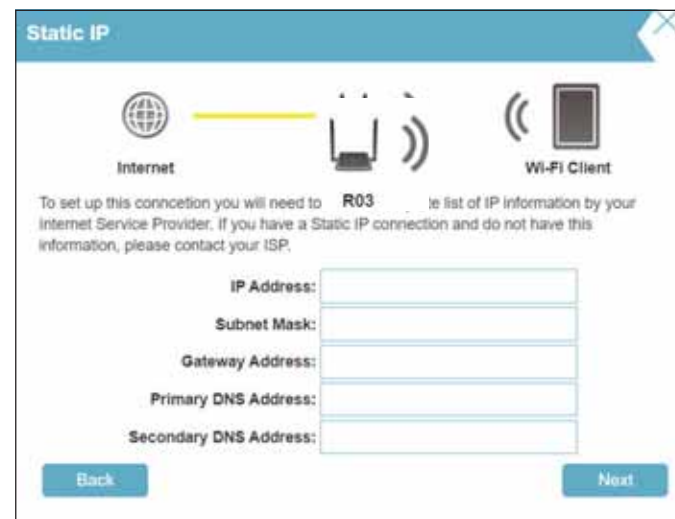 Static IP
Internet
R03
Wi-Fi Client
To set up this conncetion you will need to
list of IP information by your
Internet Service Provider. If you have a Static IP connection and do not have this
information, please contact your ISP.
IP Address:
Subnet Mask:
Gateway Address:
Primary DNS Address:
Secondary DNS Address:
Back
Next